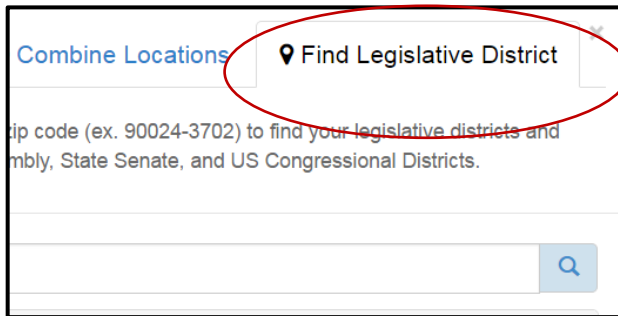 Combine Locations Find Legislative District
zip code (ex. 90024-3702) to find your legislative districts and
mbly, State Senate, and US Congressional Districts.